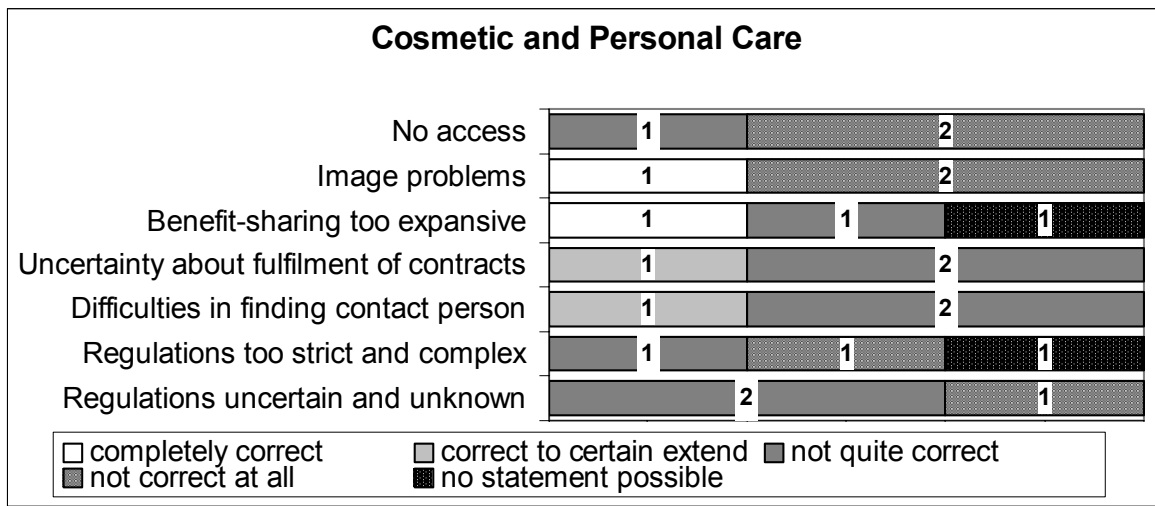 Cosmetic and Personal Care
No access 1 2
Image problems 1 2
Benefit-sharing too expansive 1 1 1
Uncertainty about fulfilment of contracts 1 2
Difficulties in finding contact person 1 2
Regulations too strict and complex 1 1 1
Regulations uncertain and unknown 2 1
completely correct correct to certain extend not quite correct
not correct at all no statement possible